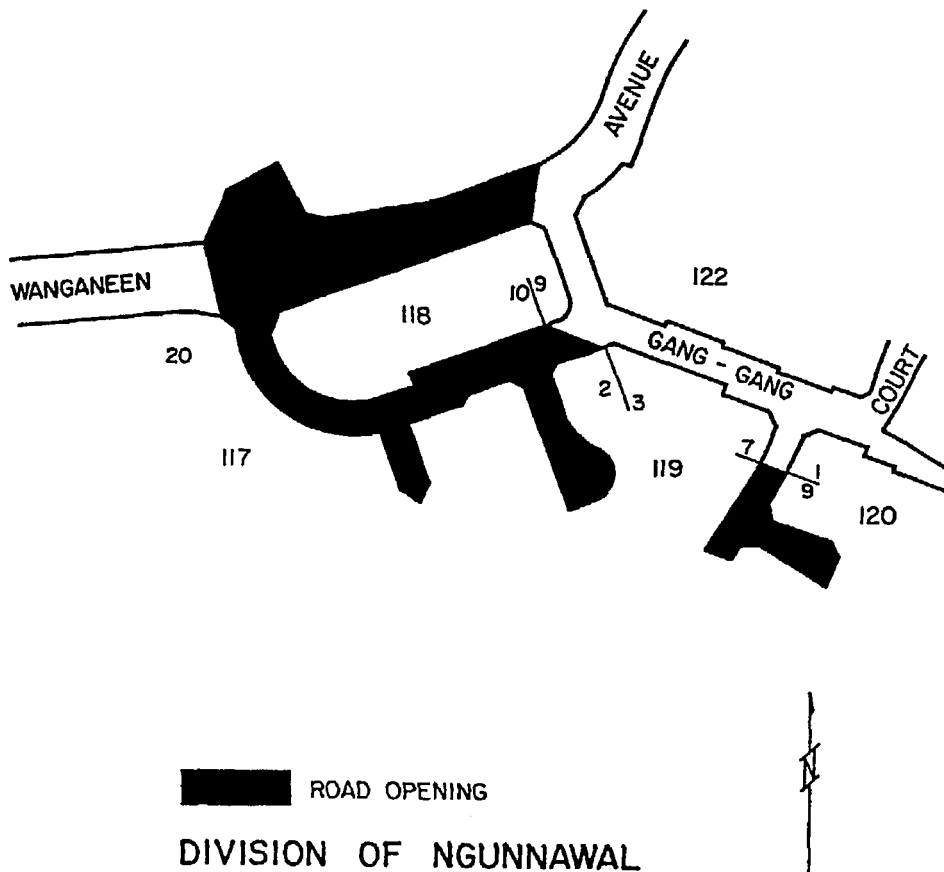 AVENUE
WANGANEEN
122
10 9
118
20
GANG - GANG
COURT
2 3
117
119
7
1
9
120
N
ROAD OPENING
DIVISION OF NGUNNAWAL